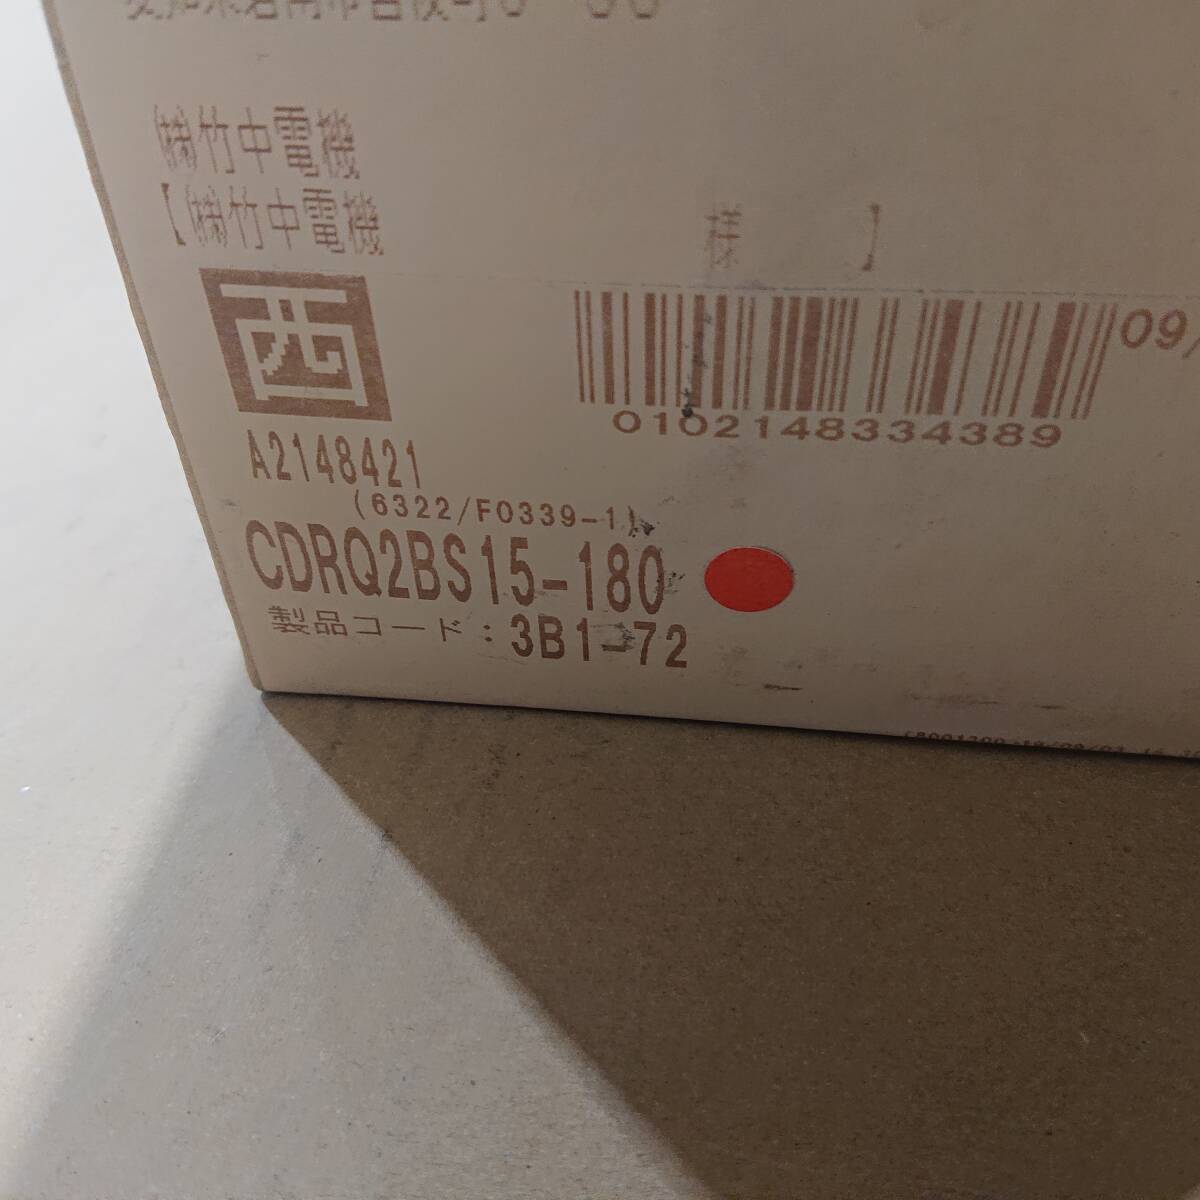 ㈱竹中電機
【㈱竹中電機 様 】
西
09/
0102148334389
A2148421
(6322/F0339-1)
CDRQ2BS15-180
製品コード:3B1-72